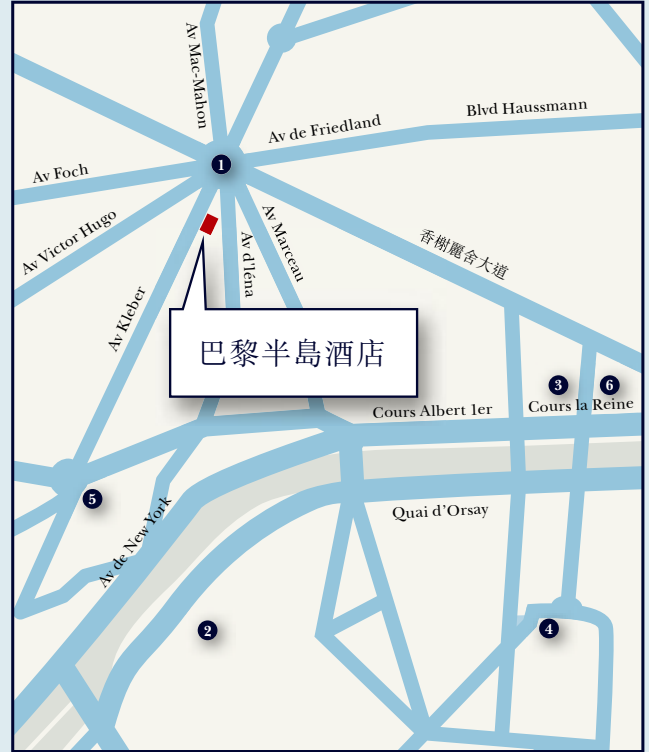 Av Mac-Mahon
Blvd Haussmann
Av de Friedland
1
Av Foch
Av Victor Hugo
Av Marceau
Av d’léna
香榭麗舍大道
Av Kleber
巴黎半島酒店
3
6
Cours Albert 1er
Cours la Reine
5
Quai d’Orsay
Av de New York
2
4